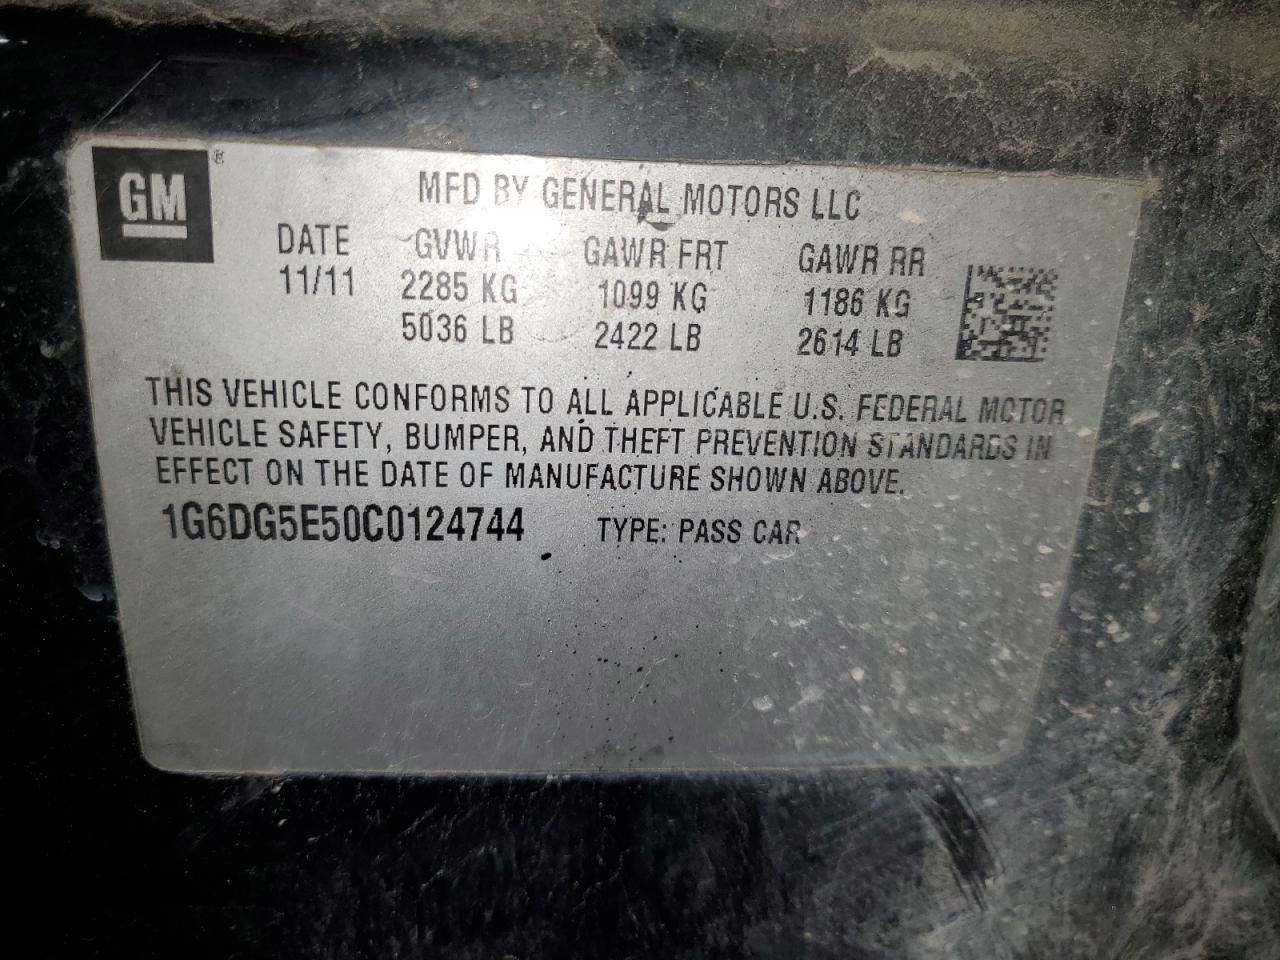 GM ®
MFD BY GENERAL MOTORS LLC
DATE GVWR GAWR FRT GAWR RR
11/11 2285 KG 1099 KG 1186 KG
5036 LB 2422 LB 2614 LB
THIS VEHICLE CONFORMS TO ALL APPLICABLE U.S. FEDERAL MOTOR
VEHICLE SAFETY, BUMPER, AND THEFT PREVENTION STANDARDS IN
EFFECT ON THE DATE OF MANUFACTURE SHOWN ABOVE.
1G6DG5E50C0124744 TYPE: PASS CAR